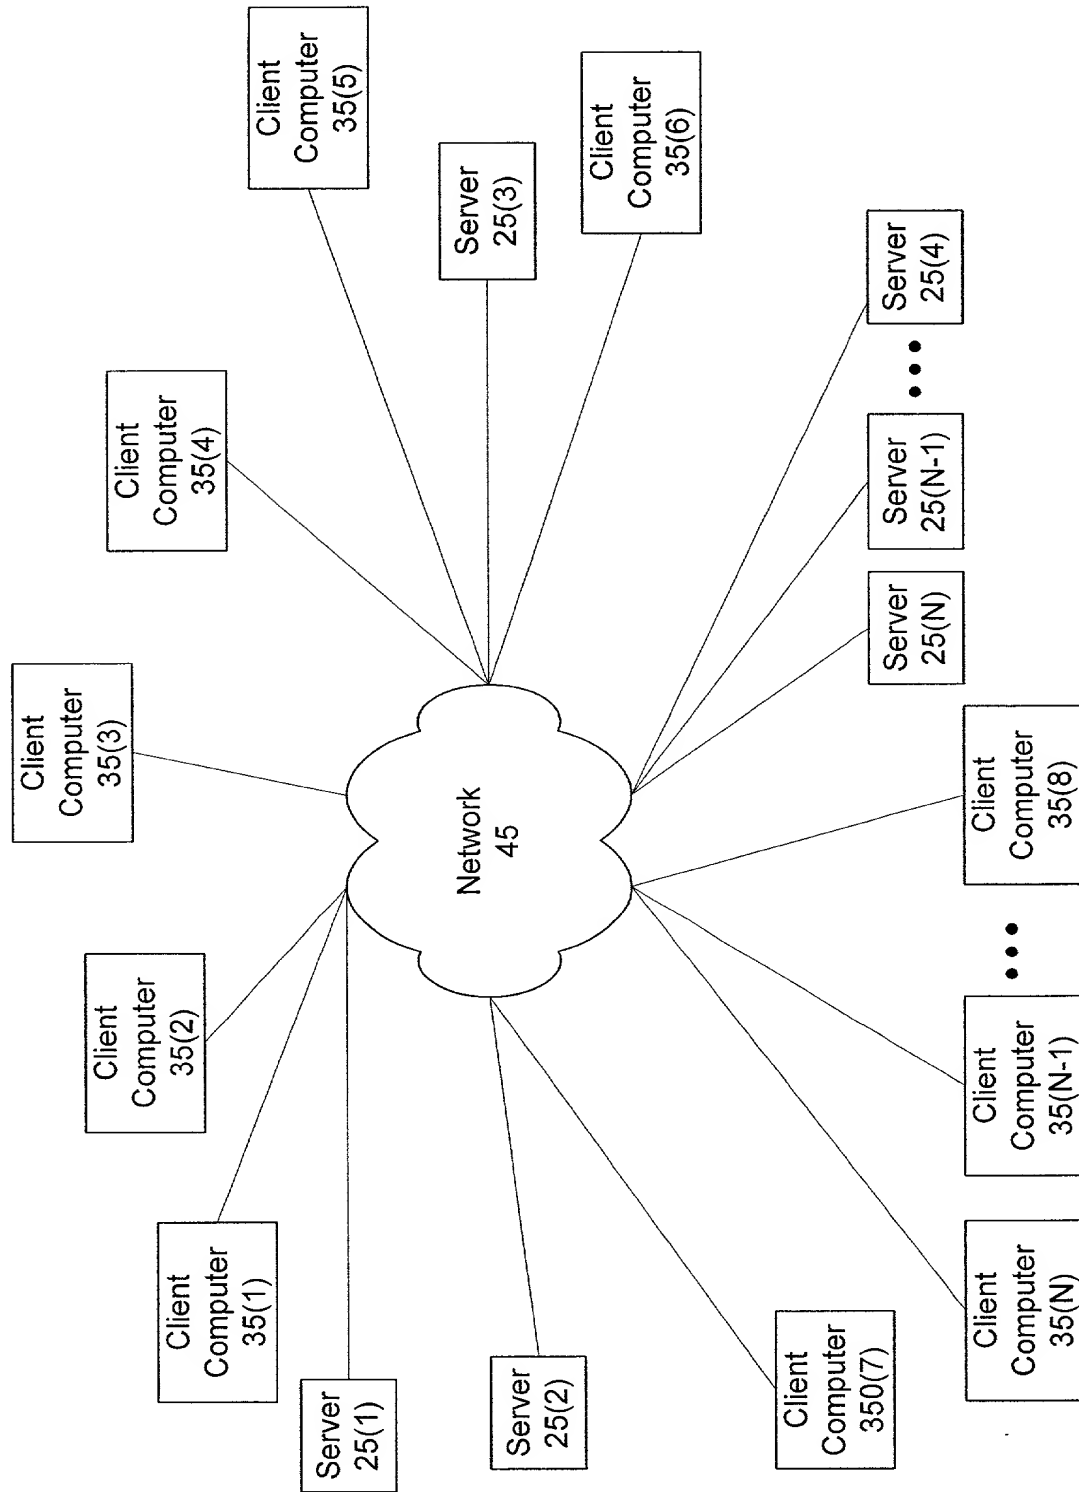 Client
Computer
35(3)
Client
Computer
35(2)
Client
Computer
35(4)
Client
Computer
35(1)
Client
Computer
35(5)
Server
25(1)
Server
25(3)
Network
45
Server
25(2)
Client
Computer
35(6)
Client
Computer
350(7)
Server
25(N)
Server
25(N-1)
Server
25(4)
Client
Computer
35(N)
Client
Computer
35(N-1)
Client
Computer
35(8)